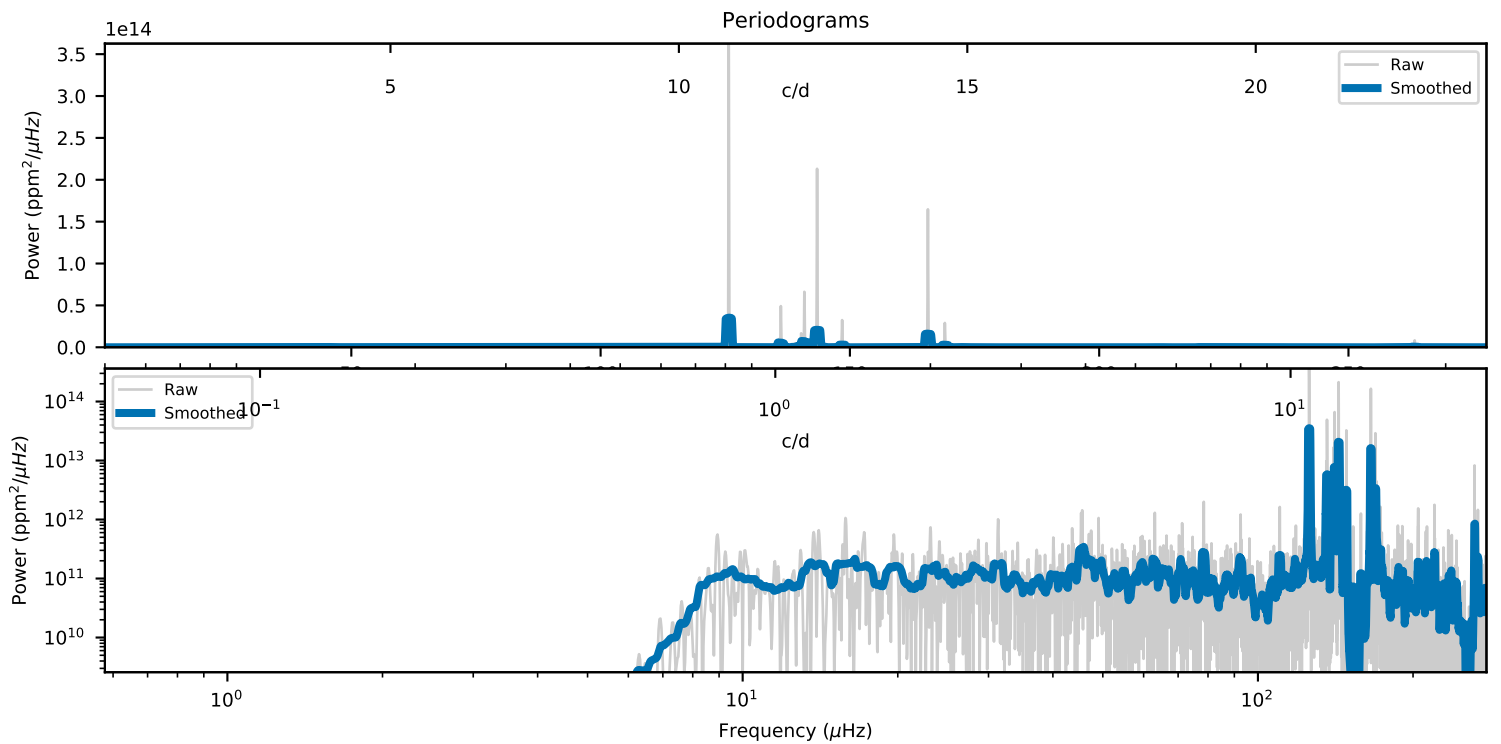 Periodograms
1e14
3.5
3.0
2.5
2.0
1.5
1.0
0.5
0.0
Power (ppm²/μHz)
5 10 15 20
c/d
Raw
Smoothed
10¹⁴
10¹³
10¹²
10¹¹
10¹⁰
Power (ppm²/μHz)
Raw
Smoothed
10⁻¹ 10⁰ 10¹
c/d
10⁰ 10¹ 10²
Frequency (μHz)